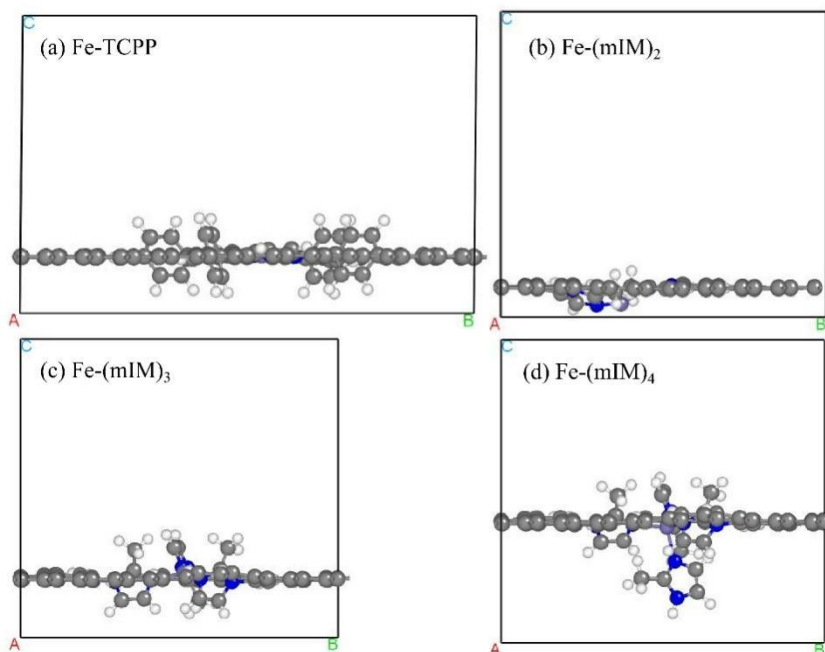 C
(a) Fe-TCPP
A
B
C
(b) Fe-(mIM)₂
A
B
C
(c) Fe-(mIM)₃
A
B
C
(d) Fe-(mIM)₄
A
B